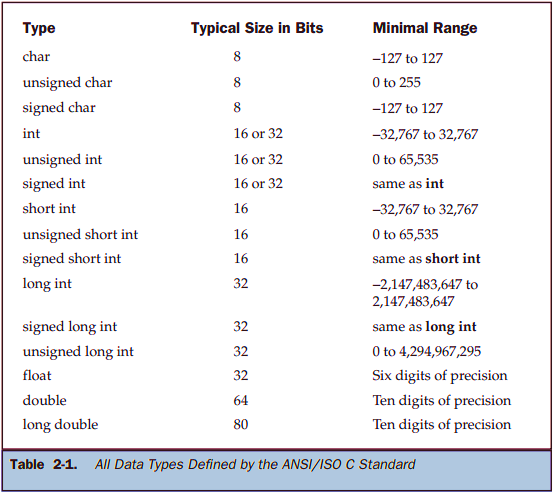 Type Typical Size in Bits Minimal Range
char 8 –127 to 127
unsigned char 8 0 to 255
signed char 8 –127 to 127
int 16 or 32 –32,767 to 32,767
unsigned int 16 or 32 0 to 65,535
signed int 16 or 32 same as int
short int 16 –32,767 to 32,767
unsigned short int 16 0 to 65,535
signed short int 16 same as short int
long int 32 –2,147,483,647 to
2,147,483,647
signed long int 32 same as long int
unsigned long int 32 0 to 4,294,967,295
float 32 Six digits of precision
double 64 Ten digits of precision
long double 80 Ten digits of precision
Table 2-1. All Data Types Defined by the ANSI/ISO C Standard